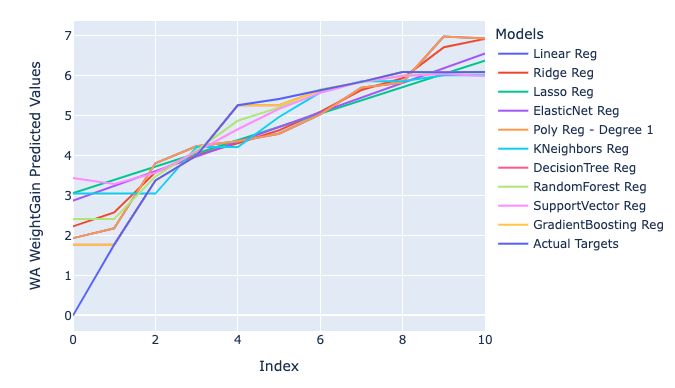 7
6
5
4
3
2
1
0
WA WeightGain Predicted Values
0 2 4 6 8 10
Index
Models
Linear Reg
Ridge Reg
Lasso Reg
ElasticNet Reg
Poly Reg - Degree 1
KNeighbors Reg
DecisionTree Reg
RandomForest Reg
SupportVector Reg
GradientBoosting Reg
Actual Targets